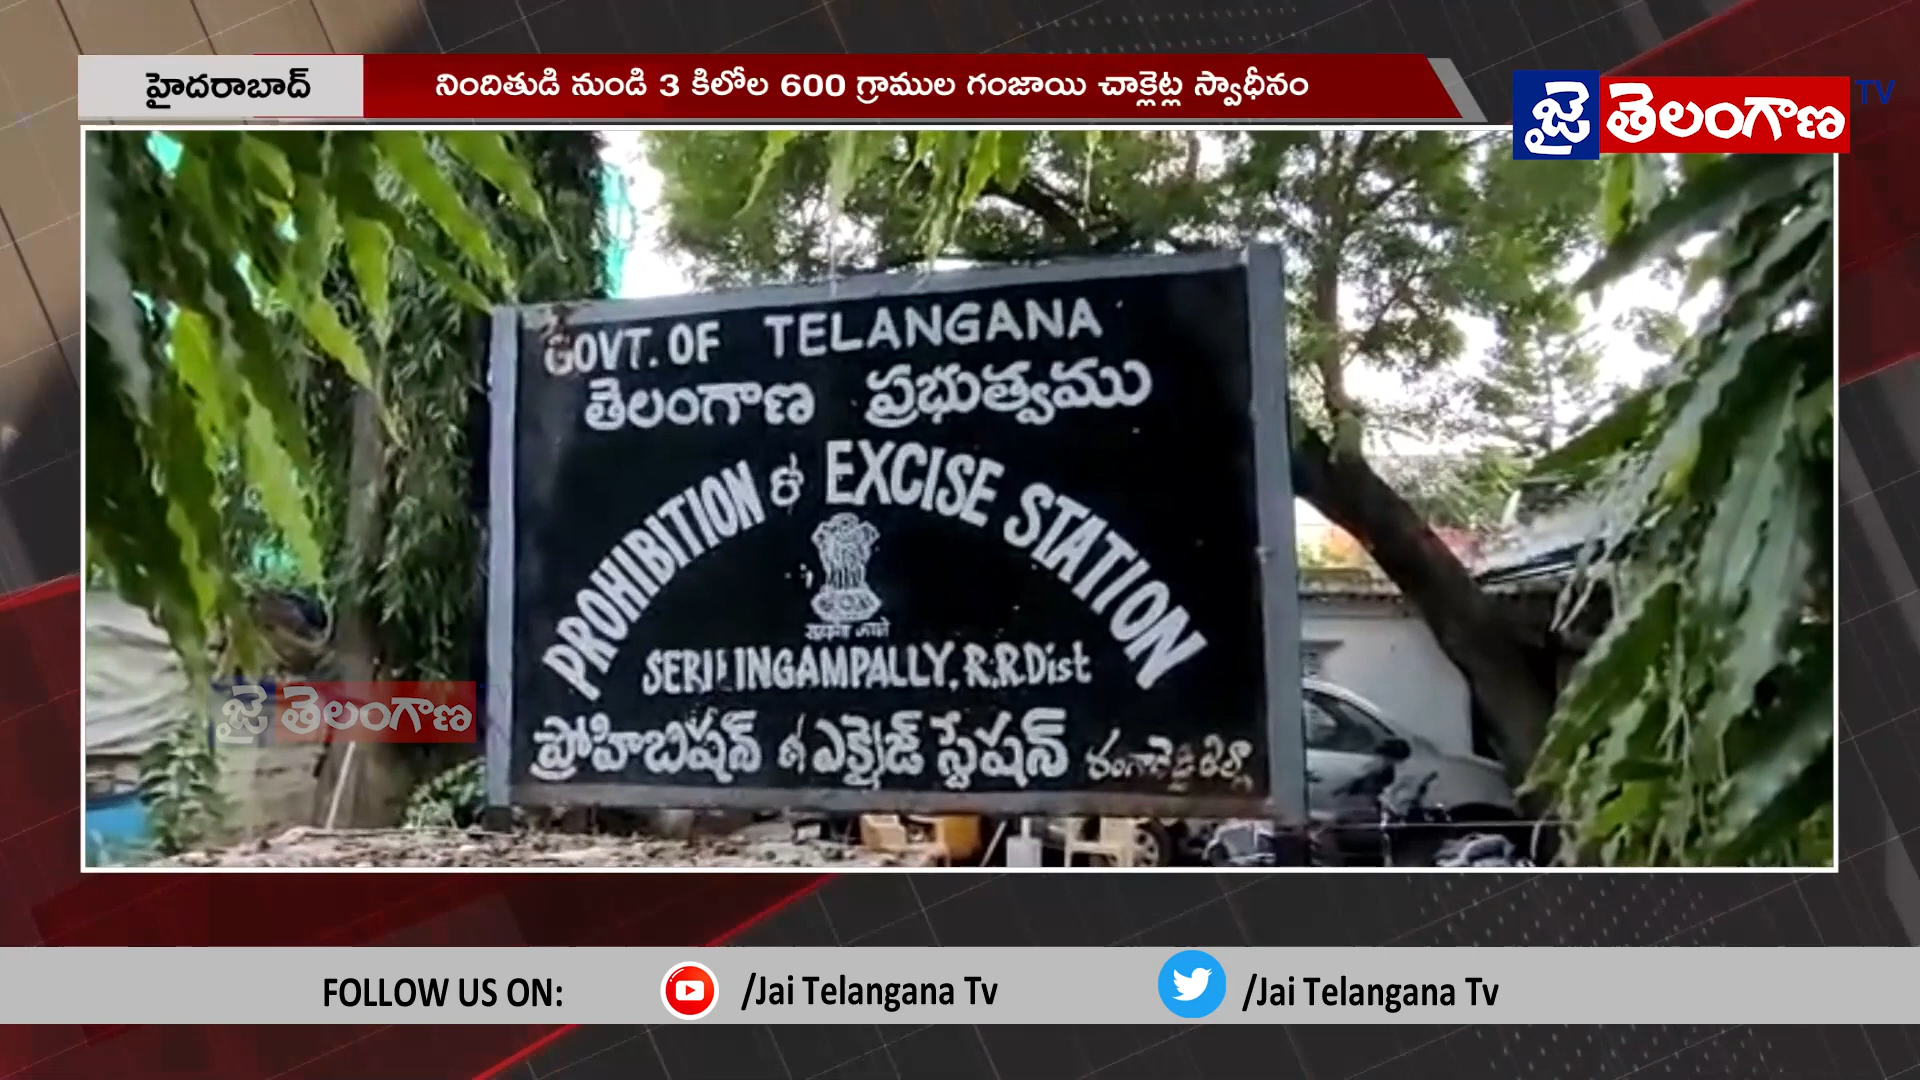 హైదరాబాద్
నిందితుడి నుండి 3 కిలోల 600 గ్రాముల గంజాయి చాక్లెట్ల స్వాధీనం
జై తెలంగాణ TV
GOVT. OF TELANGANA
తెలంగాణ ప్రభుత్వము
PROHIBITION & EXCISE STATION
SERILINGAMPALLY, R.R.Dist
ప్రోహిబిషన్ & ఎక్సైజ్ స్టేషన్ రంగారెడ్డి జిల్లా
జై తెలంగాణ
FOLLOW US ON:
/Jai Telangana Tv
/Jai Telangana Tv